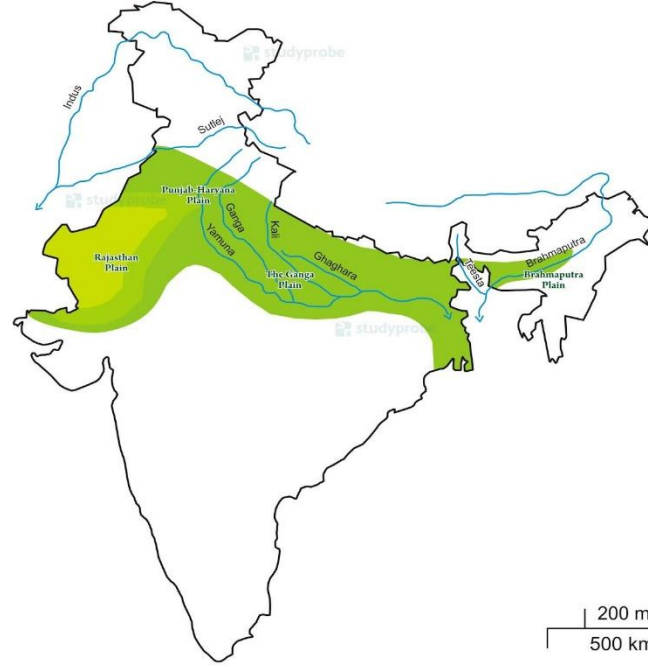 studyprobe
Indus
Sutlej
studyprobe
Punjab-Haryana
Plain
Ganga
Yamuna
Kali
Rajasthan
Plain
Ghaghara
The Ganga
Plain
Teesta
Brahmaputra
Brahmaputra
Plain
studyprobe
200 m
500 km